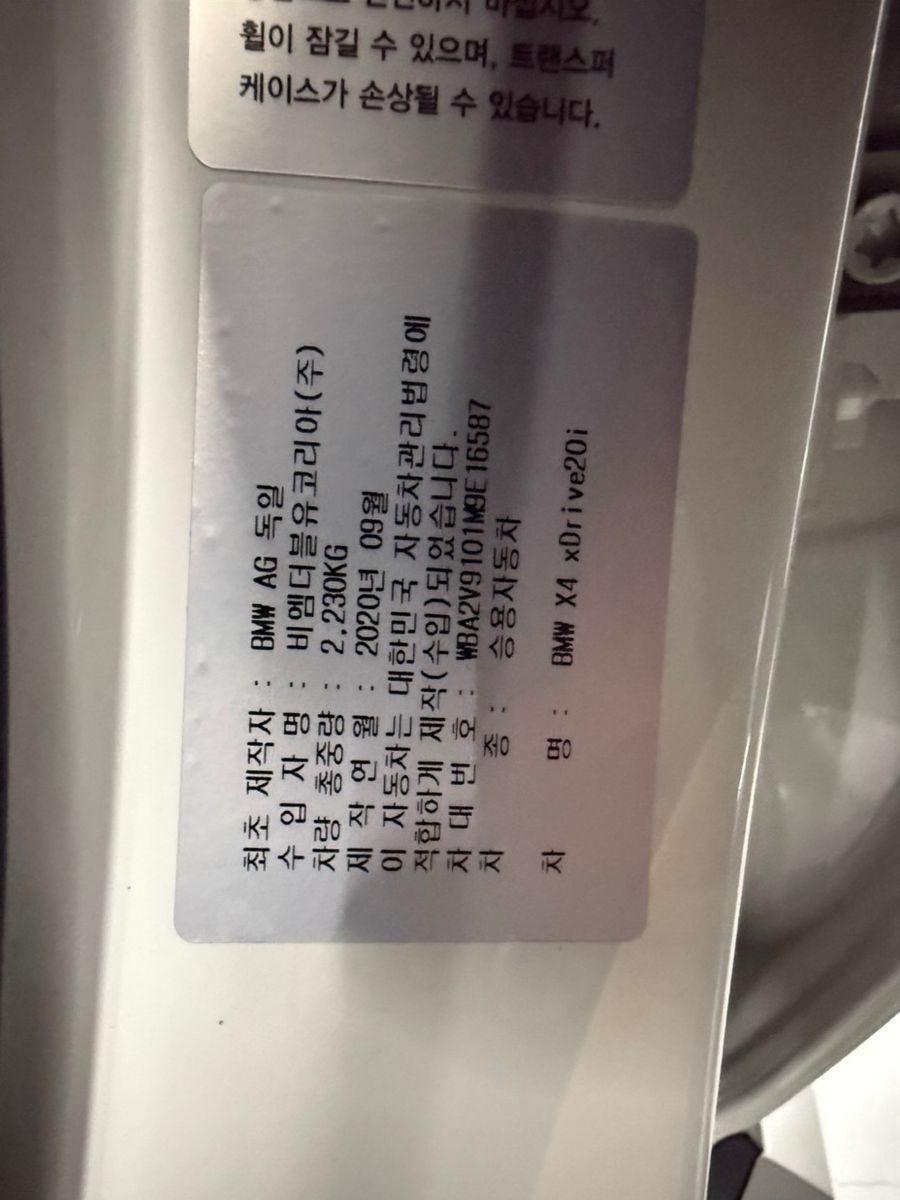 휠이 잠길 수 있으며, 트랜스퍼
케이스가 손상될 수 있습니다.
최초 제작자 : BMW AG 독일
수 입 자 명 : 비엠더블유코리아(주)
차량 총중량 : 2,230KG
제 작 연 월 : 2020년 09월
이 자동차는 대한민국 자동차관리법령에
적합하게 제작(수입)되었습니다.
차 대 번 호 : WBA2V9101M9E16587
차 종 : 승용자동차
차 명 : BMW X4 xDrive20i